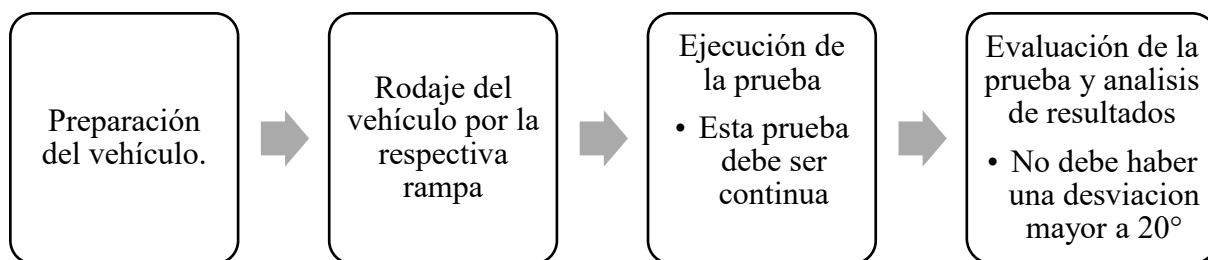 Preparación
del vehículo.
Rodaje del
vehículo por la
respectiva
rampa
Ejecución de
la prueba
• Esta prueba
debe ser
continua
Evaluación de la
prueba y analisis
de resultados
• No debe haber
una desviacion
mayor a 20°